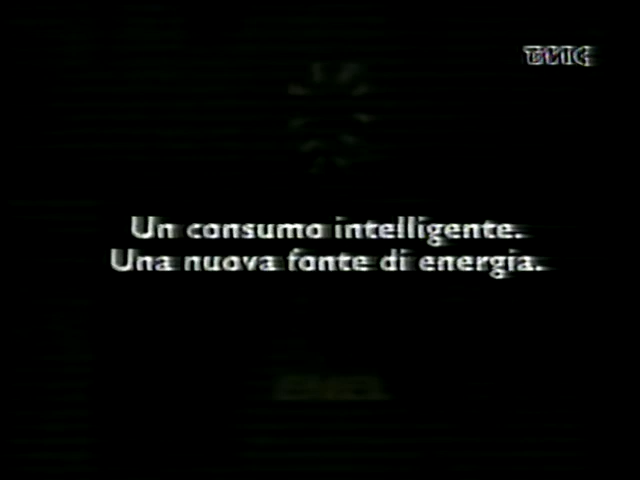 TMC
Un consumo intelligente.
Una nuova fonte di energia.